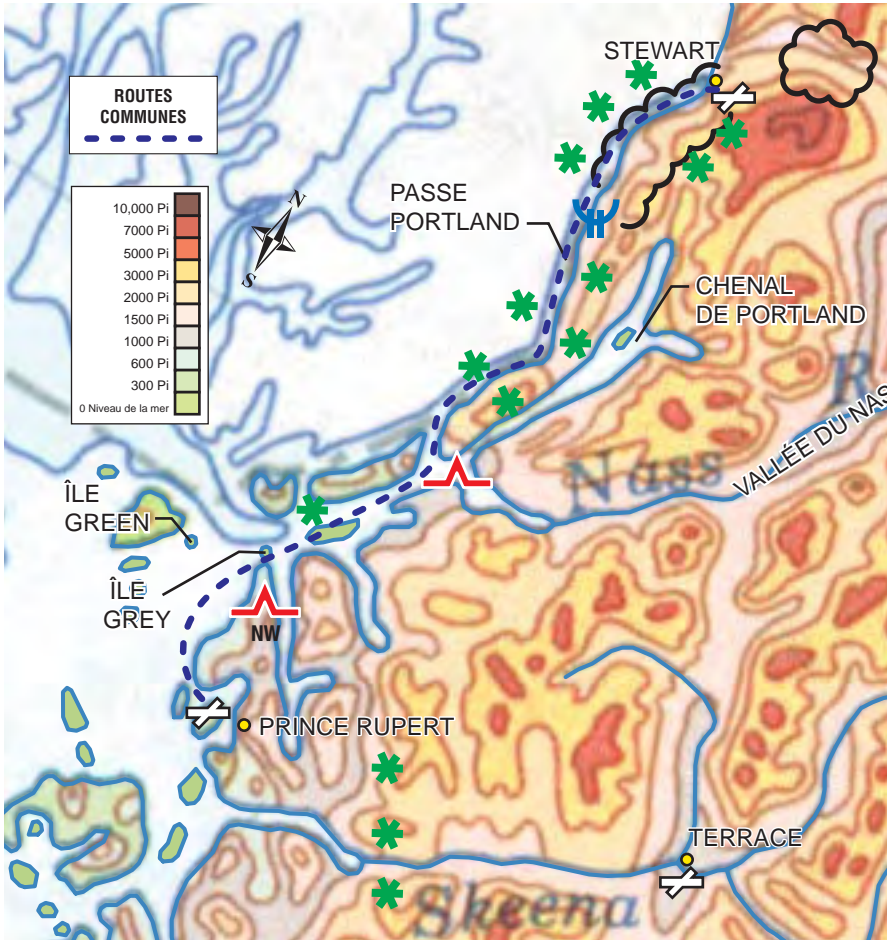 STEWART
ROUTES
COMMUNES
10,000 Pi
7000 Pi
5000 Pi
3000 Pi
2000 Pi
1500 Pi
1000 Pi
600 Pi
300 Pi
0 Niveau de la mer
N
S
PASSE
PORTLAND
CHENAL
DE PORTLAND
R
VALLÉE DU NAS
Nass
ÎLE
GREEN
ÎLE
GREY
NW
PRINCE RUPERT
TERRACE
Skeena